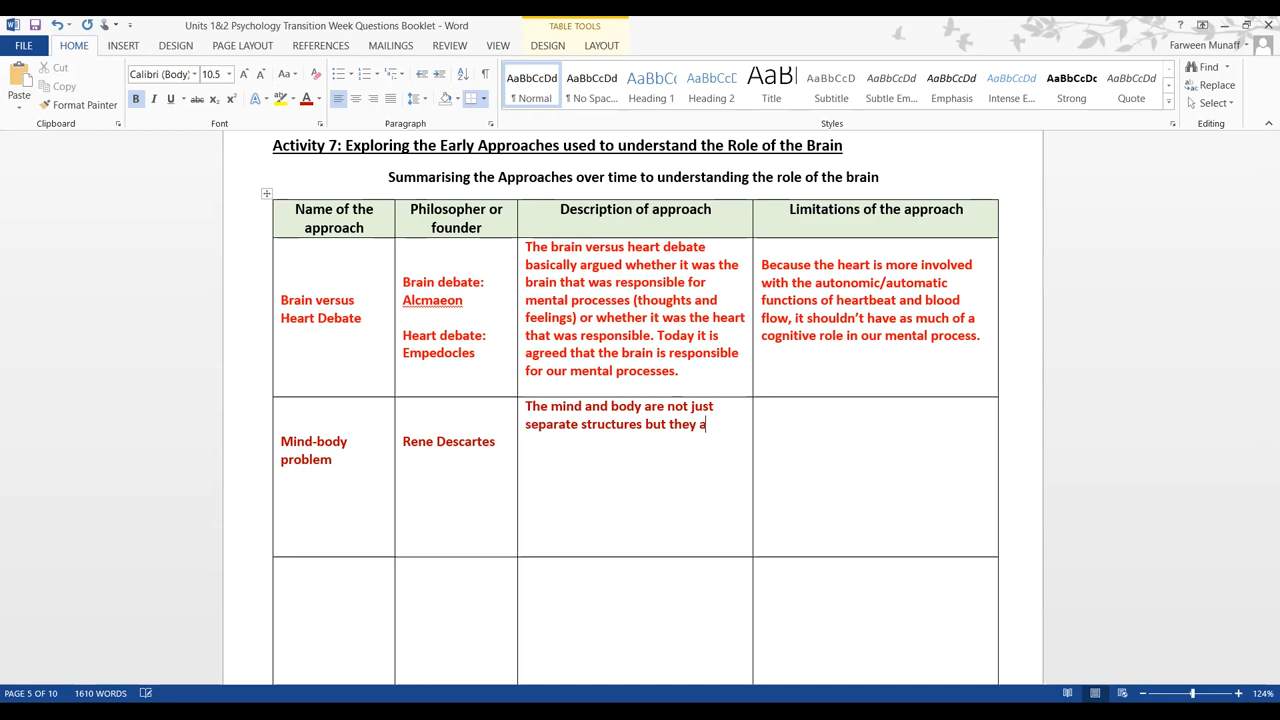 Units 1&2 Psychology Transition Week Questions Booklet - Word
TABLE TOOLS
FILE HOME INSERT DESIGN PAGE LAYOUT REFERENCES MAILINGS REVIEW VIEW DESIGN LAYOUT
Farween Munaff
Paste
Cut
Copy
Format Painter
Clipboard
Calibri (Body) 10.5
Font
Paragraph
AaBbCcDd ¶ Normal
AaBbCcDd ¶ No Spac...
AaBbCc Heading 1
AaBbCcD Heading 2
AaBl Title
AaBbCcD Subtitle
AaBbCcDd Subtle Em...
AaBbCcDd Emphasis
AaBbCcDd Intense E...
AaBbCcDc Strong
AaBbCcDd Quote
Styles
Find
Replace
Select
Editing
Activity 7: Exploring the Early Approaches used to understand the Role of the Brain
Summarising the Approaches over time to understanding the role of the brain
Name of the
approach
Philosopher or
founder
Description of approach
Limitations of the approach
Brain versus
Heart Debate
Brain debate:
Alcmaeon
Heart debate:
Empedocles
The brain versus heart debate
basically argued whether it was the
brain that was responsible for
mental processes (thoughts and
feelings) or whether it was the heart
that was responsible. Today it is
agreed that the brain is responsible
for our mental processes.
Because the heart is more involved
with the autonomic/automatic
functions of heartbeat and blood
flow, it shouldn't have as much of a
cognitive role in our mental process.
Mind-body
problem
Rene Descartes
The mind and body are not just
separate structures but they a
PAGE 5 OF 10 1610 WORDS
124%